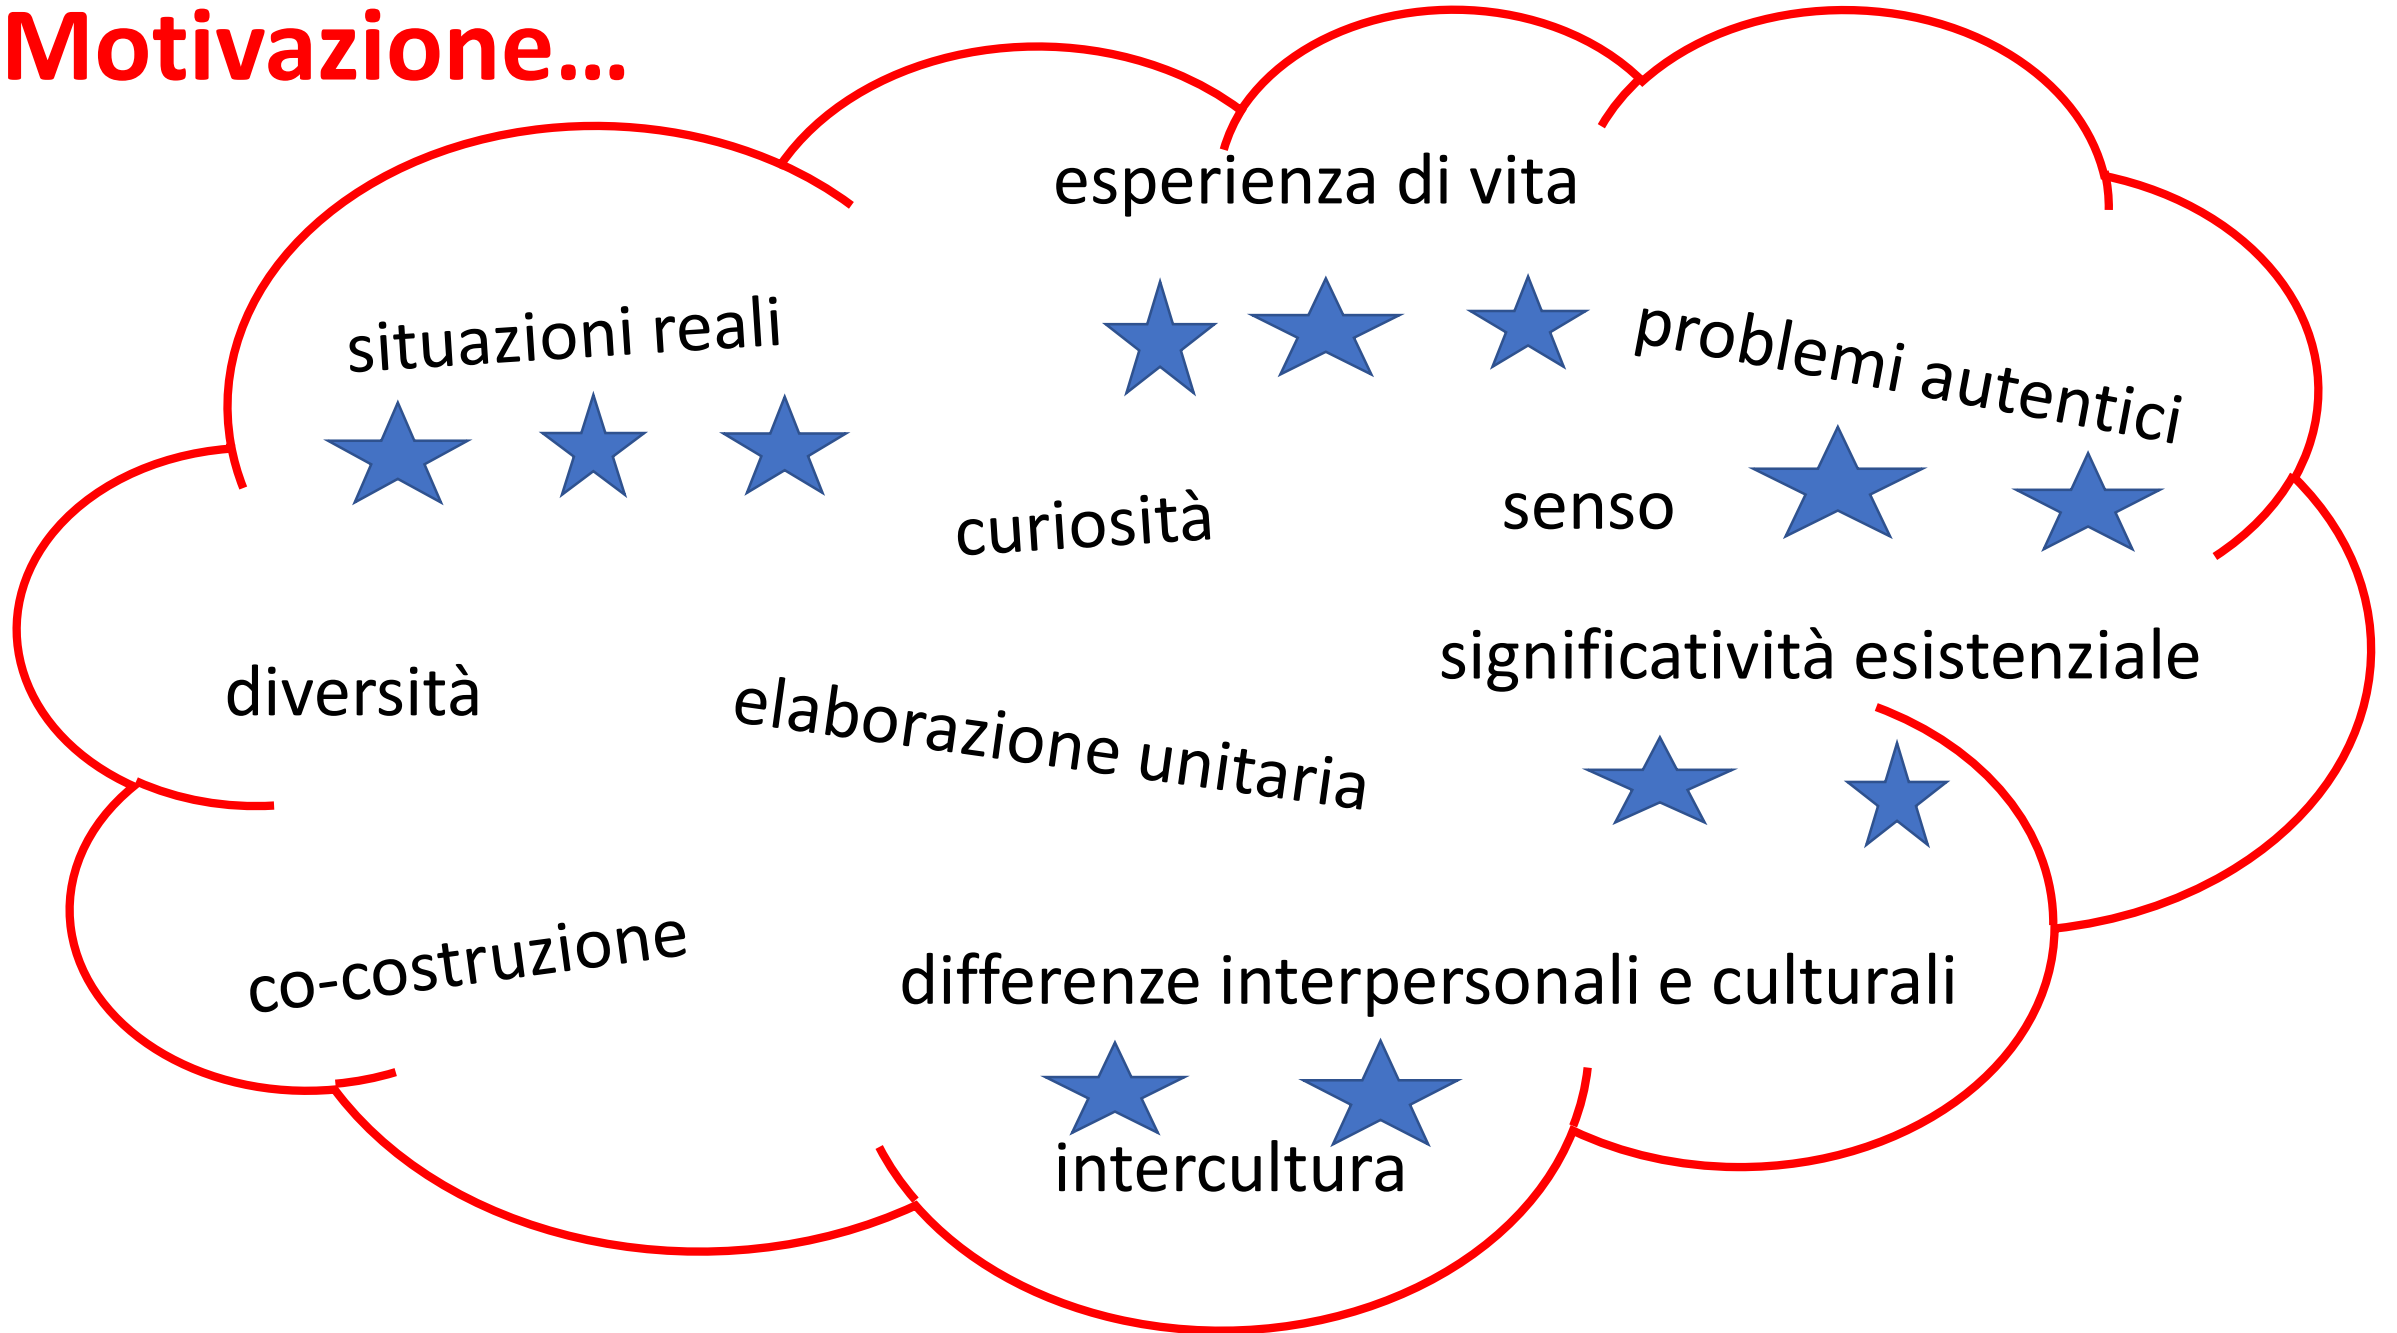 Motivazione...
esperienza di vita
situazioni reali
problemi autentici
curiosità
senso
diversità
elaborazione unitaria
significatività esistenziale
co-costruzione
differenze interpersonali e culturali
intercultura